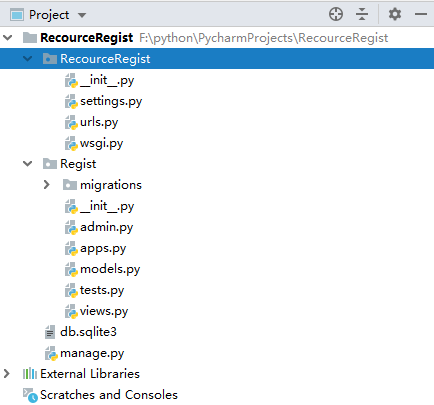 Project
RecourceRegist F:\python\PycharmProjects\RecourceRegist
RecourceRegist
__init__.py
settings.py
urls.py
wsgi.py
Regist
migrations
__init__.py
admin.py
apps.py
models.py
tests.py
views.py
db.sqlite3
manage.py
External Libraries
Scratches and Consoles